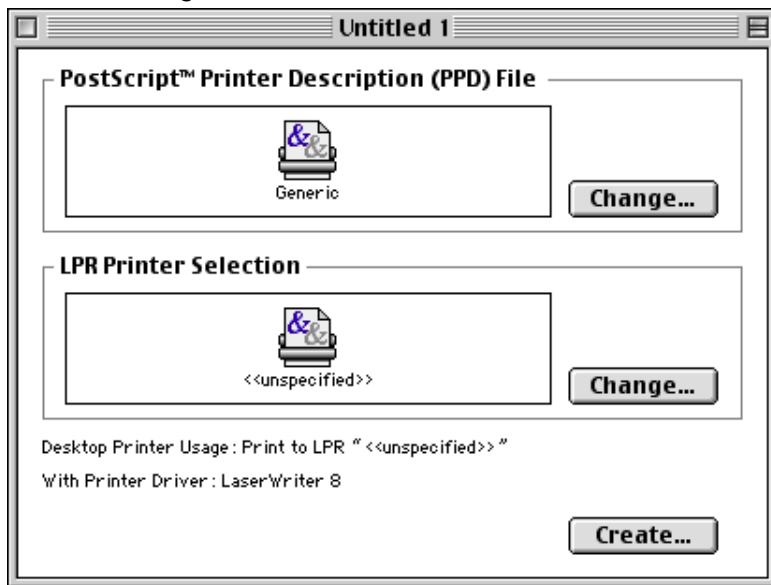 Untitled 1
PostScript™ Printer Description (PPD) File
Generic
Change...
LPR Printer Selection
<<unspecified>>
Change...
Desktop Printer Usage : Print to LPR “<<unspecified>>”
With Printer Driver : LaserWriter 8
Create...